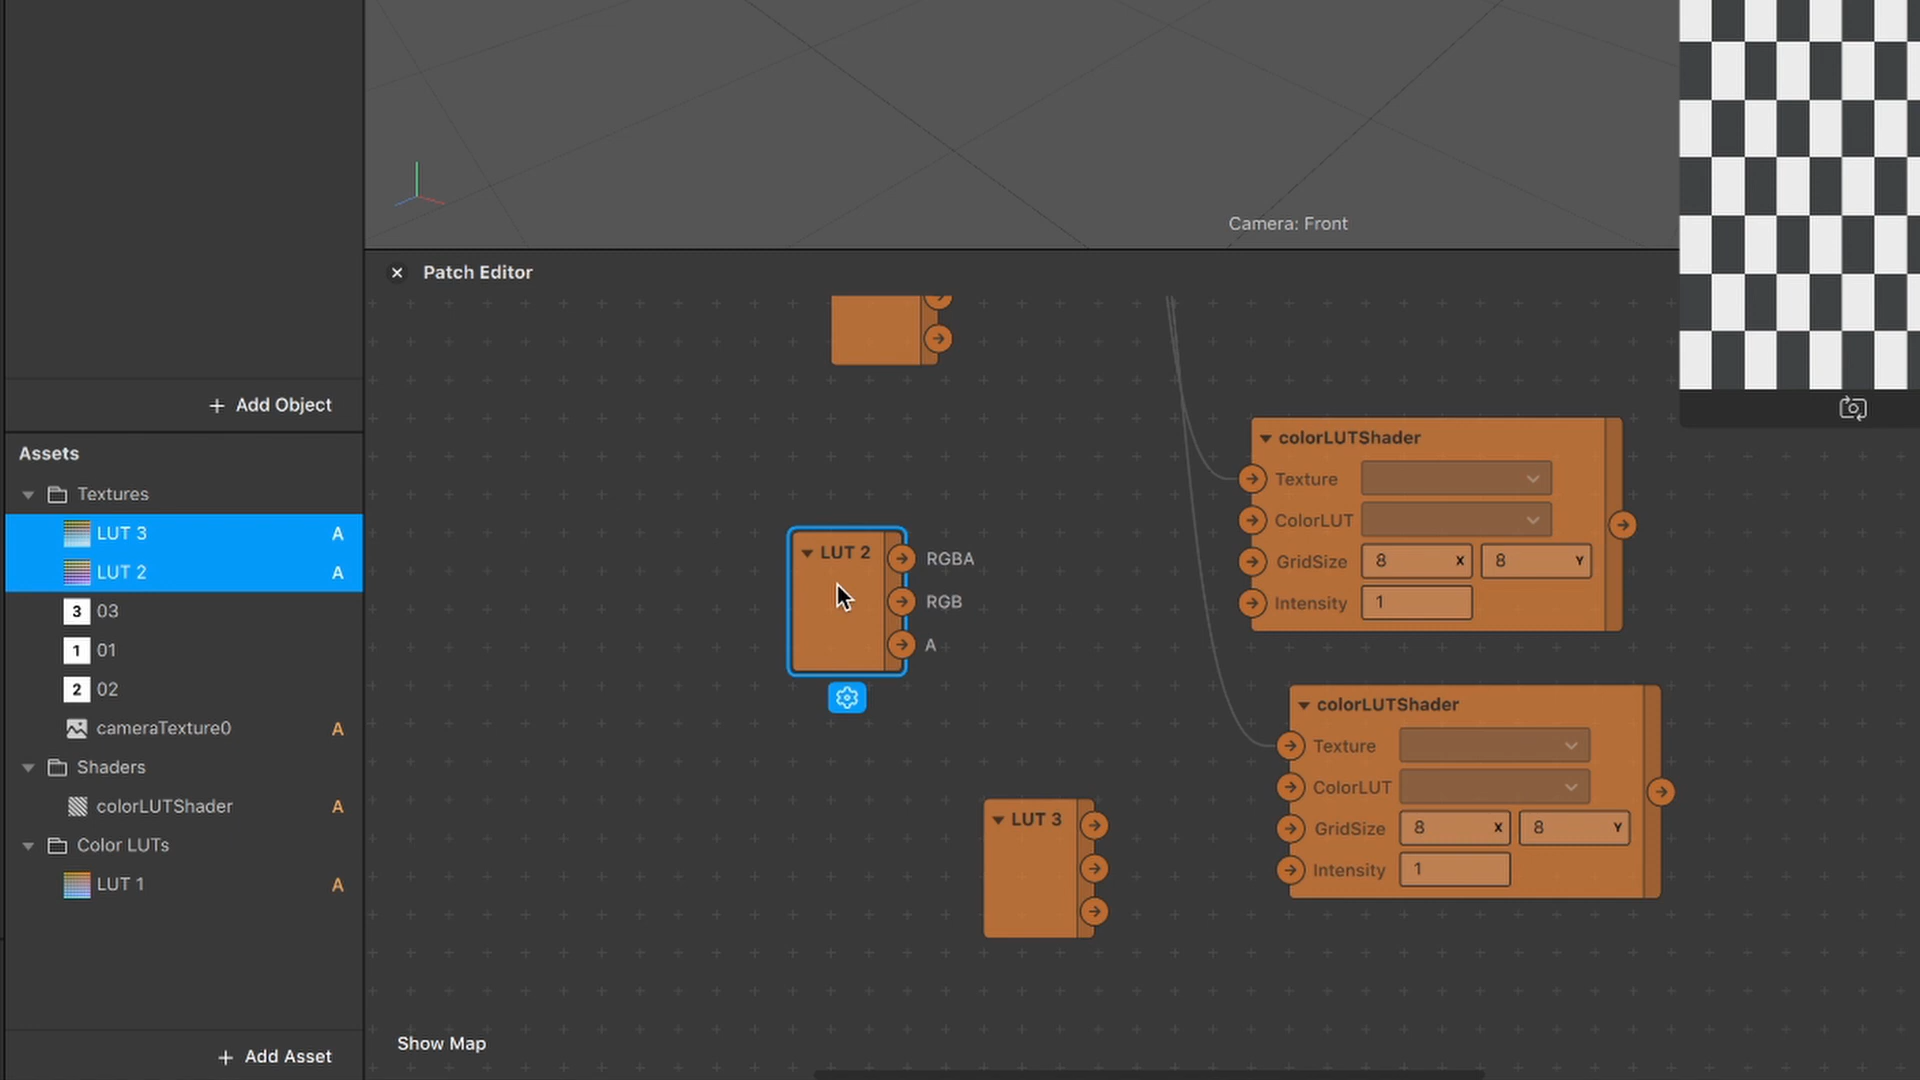 Camera: Front
Patch Editor
+ Add Object
Assets
Textures
LUT 3 A
LUT 2 A
3 03
1 01
2 02
cameraTexture0 A
Shaders
colorLUTShader A
Color LUTs
LUT 1 A
+ Add Asset
LUT 2
RGBA
RGB
A
LUT 3
colorLUTShader
Texture
ColorLUT
GridSize 8 X 8 Y
Intensity 1
colorLUTShader
Texture
ColorLUT
GridSize 8 X 8 Y
Intensity 1
Show Map